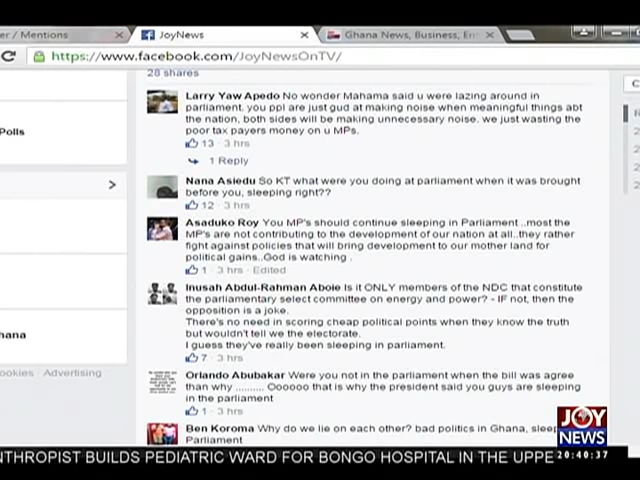 er / Mentions
JoyNews
Ghana News, Business, En
https://www.facebook.com/JoyNewsOnTV/
28 shares
Larry Yaw Apedo No wonder Mahama said u were lazing around in
parliament. you ppl are just gud at making noise when meaningful things abt
the nation, both sides will be making unnecessary noise. we just wasting the
poor tax payers money on u MPs.
13 · 3 hrs
1 Reply
Nana Asiedu So KT what were you doing at parliament when it was brought
before you, sleeping right??
12 · 3 hrs
Asaduko Roy You MP's should continue sleeping in Parliament ..most the
MP's are not contributing to the development of our nation at all..they rather
fight against policies that will bring development to our mother land for
political gains..God is watching .
1 · 3 hrs · Edited
Inusah Abdul-Rahman Aboie Is it ONLY members of the NDC that constitute
the parliamentary select committee on energy and power? - IF not, then the
opposition is a joke.
There's no need in scoring cheap political points when they know the truth
but wouldn't tell we the electorate.
I guess they've really been sleeping in parliament.
7 · 3 hrs
Orlando Abubakar Were you not in the parliament when the bill was agree
than why .......... Oooooo that is why the president said you guys are sleeping
in the parliament
1 · 3 hrs
Ben Koroma Why do we lie on each other? bad politics in Ghana, sleep
Parliament
Polls
hana
ookies · Advertising
JOY
NEWS
NTHROPIST BUILDS PEDIATRIC WARD FOR BONGO HOSPITAL IN THE UPPE
20:40:37